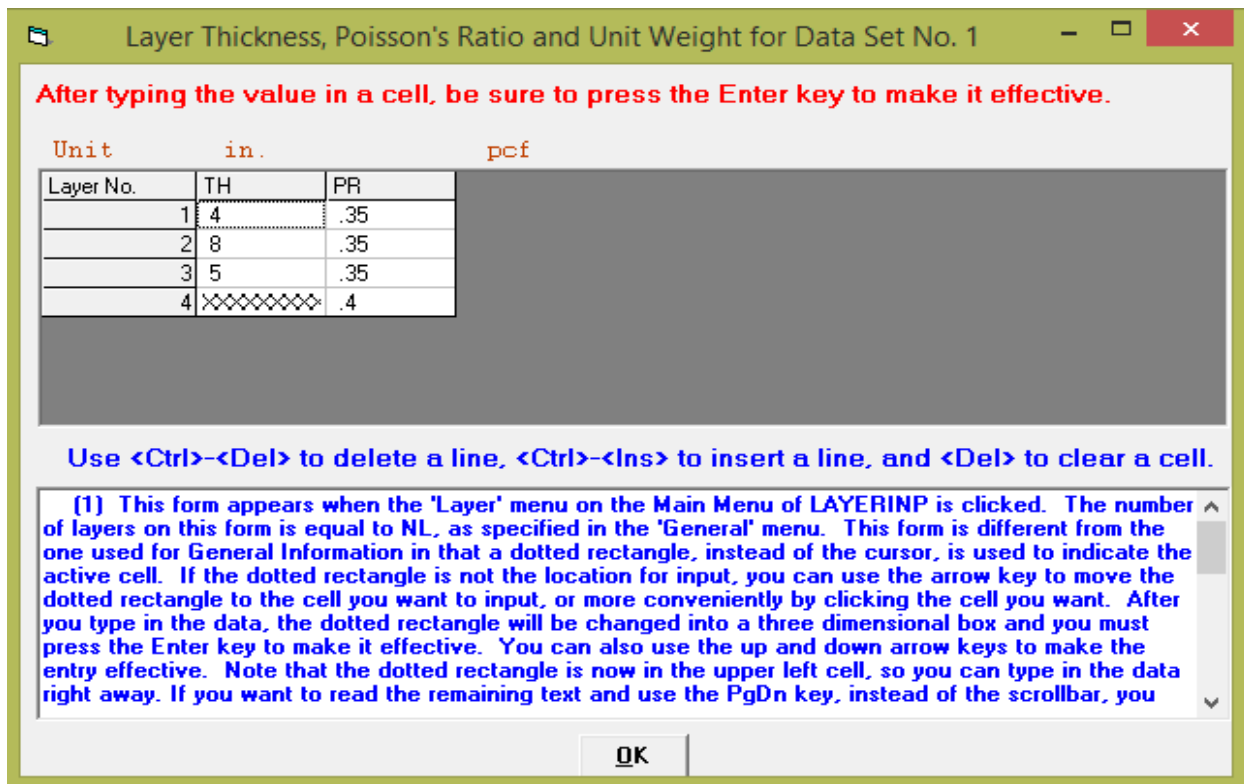 Layer Thickness, Poisson's Ratio and Unit Weight for Data Set No. 1
After typing the value in a cell, be sure to press the Enter key to make it effective.
Unit in. pcf
Layer No. TH PR
1 4 .35
2 8 .35
3 5 .35
4 XXXXXXXXX .4
Use <Ctrl>-<Del> to delete a line, <Ctrl>-<Ins> to insert a line, and <Del> to clear a cell.
(1) This form appears when the 'Layer' menu on the Main Menu of LAYERINP is clicked. The number
of layers on this form is equal to NL, as specified in the 'General' menu. This form is different from the
one used for General Information in that a dotted rectangle, instead of the cursor, is used to indicate the
active cell. If the dotted rectangle is not the location for input, you can use the arrow key to move the
dotted rectangle to the cell you want to input, or more conveniently by clicking the cell you want. After
you type in the data, the dotted rectangle will be changed into a three dimensional box and you must
press the Enter key to make it effective. You can also use the up and down arrow keys to make the
entry effective. Note that the dotted rectangle is now in the upper left cell, so you can type in the data
right away. If you want to read the remaining text and use the PgDn key, instead of the scrollbar, you
OK